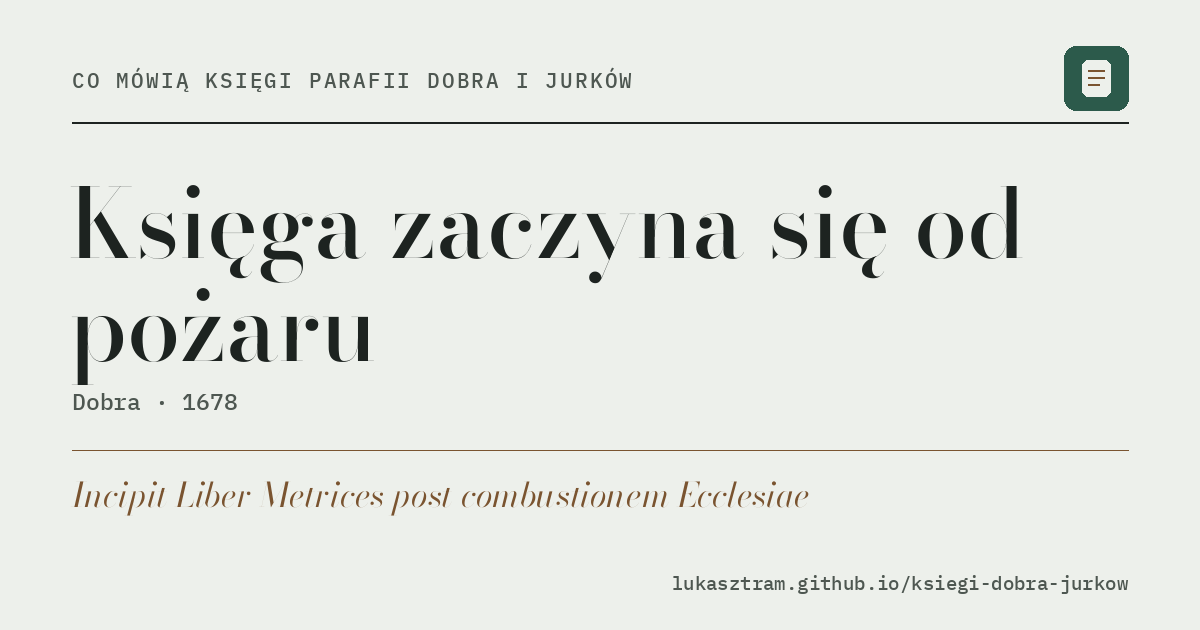 CO MÓWIĄ KSIĘGI PARAFII DOBRA I JURKÓW
Księga zaczyna się od
pożaru
Dobra · 1678
Incipit Liber Metrices post combustionem Ecclesiae
lukasztram.github.io/ksiegi-dobra-jurkow